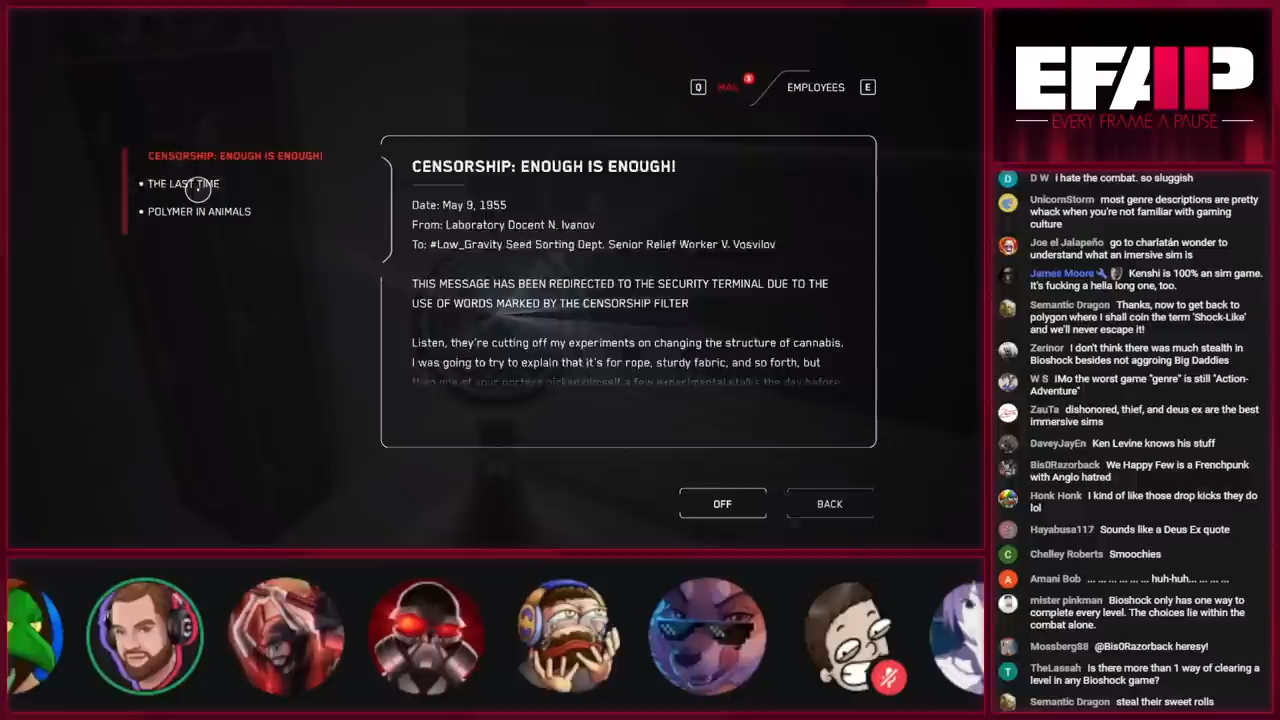 Q MAIL 3 EMPLOYEES E
CENSORSHIP: ENOUGH IS ENOUGH!
• THE LAST TIME
• POLYMER IN ANIMALS
CENSORSHIP: ENOUGH IS ENOUGH!
Date: May 9, 1955
From: Laboratory Docent N. Ivanov
To: #Low_Gravity Seed Sorting Dept. Senior Relief Worker V. Vosvilov
THIS MESSAGE HAS BEEN REDIRECTED TO THE SECURITY TERMINAL DUE TO THE
USE OF WORDS MARKED BY THE CENSORSHIP FILTER
Listen, they're cutting off my experiments on changing the structure of cannabis.
I was going to try to explain that it's for rope, sturdy fabric, and so forth, but
a few experimental stalks the day before
OFF BACK
EFAP
EVERY FRAME A PAUSE
D D W i hate the combat. so sluggish
UnicornStorm most genre descriptions are pretty
whack when you're not familiar with gaming
culture
Joe el Jalapeño go to charlatán wonder to
understand what an imersive sim is
James Moore Kenshi is 100% an sim game.
It's fucking a hella long one, too.
Semantic Dragon Thanks, now to get back to
polygon where I shall coin the term 'Shock-Like'
and we'll never escape it!
Zerinor I don't think there was much stealth in
Bioshock besides not aggroing Big Daddies
W S IMo the worst game "genre" is still "Action-
Adventure"
ZauTa dishonored, thief, and deus ex are the best
immersive sims
DaveyJayEn Ken Levine knows his stuff
Bis0Razorback We Happy Few is a Frenchpunk
with Anglo hatred
Honk Honk I kind of like those drop kicks they do
lol
Hayabusa117 Sounds like a Deus Ex quote
C Chelley Roberts Smoochies
A Amani Bob ... ... ... ... ... ... huh-huh... ... ... ...
mister pinkman Bioshock only has one way to
complete every level. The choices lie within the
combat alone.
Mossberg88 @Bis0Razorback heresy!
T TheLassah Is there more than 1 way of clearing a
level in any Bioshock game?
Semantic Dragon steal their sweet rolls